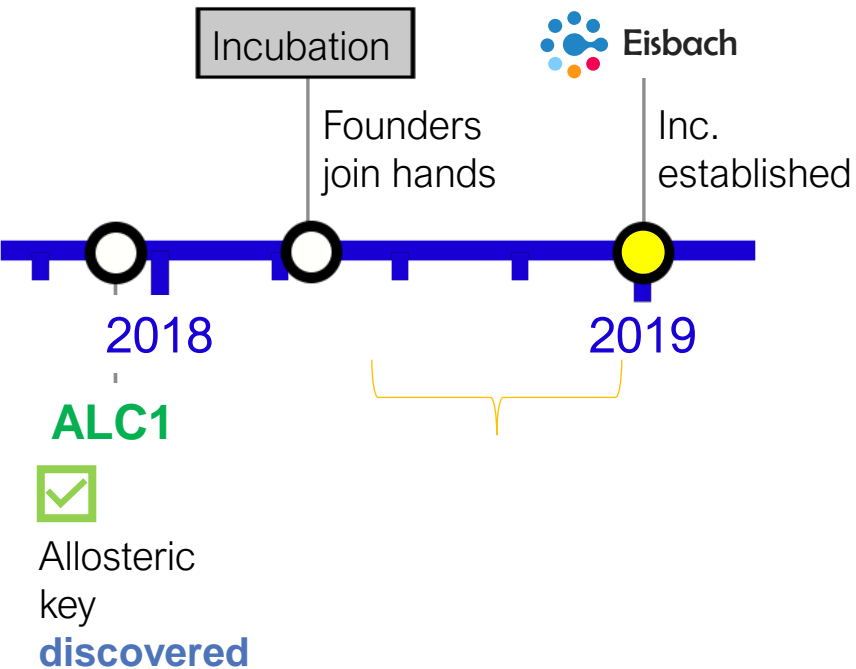 Incubation
Eisbach
Founders
join hands
Inc.
established
2018
2019
ALC1
Allosteric
key
discovered